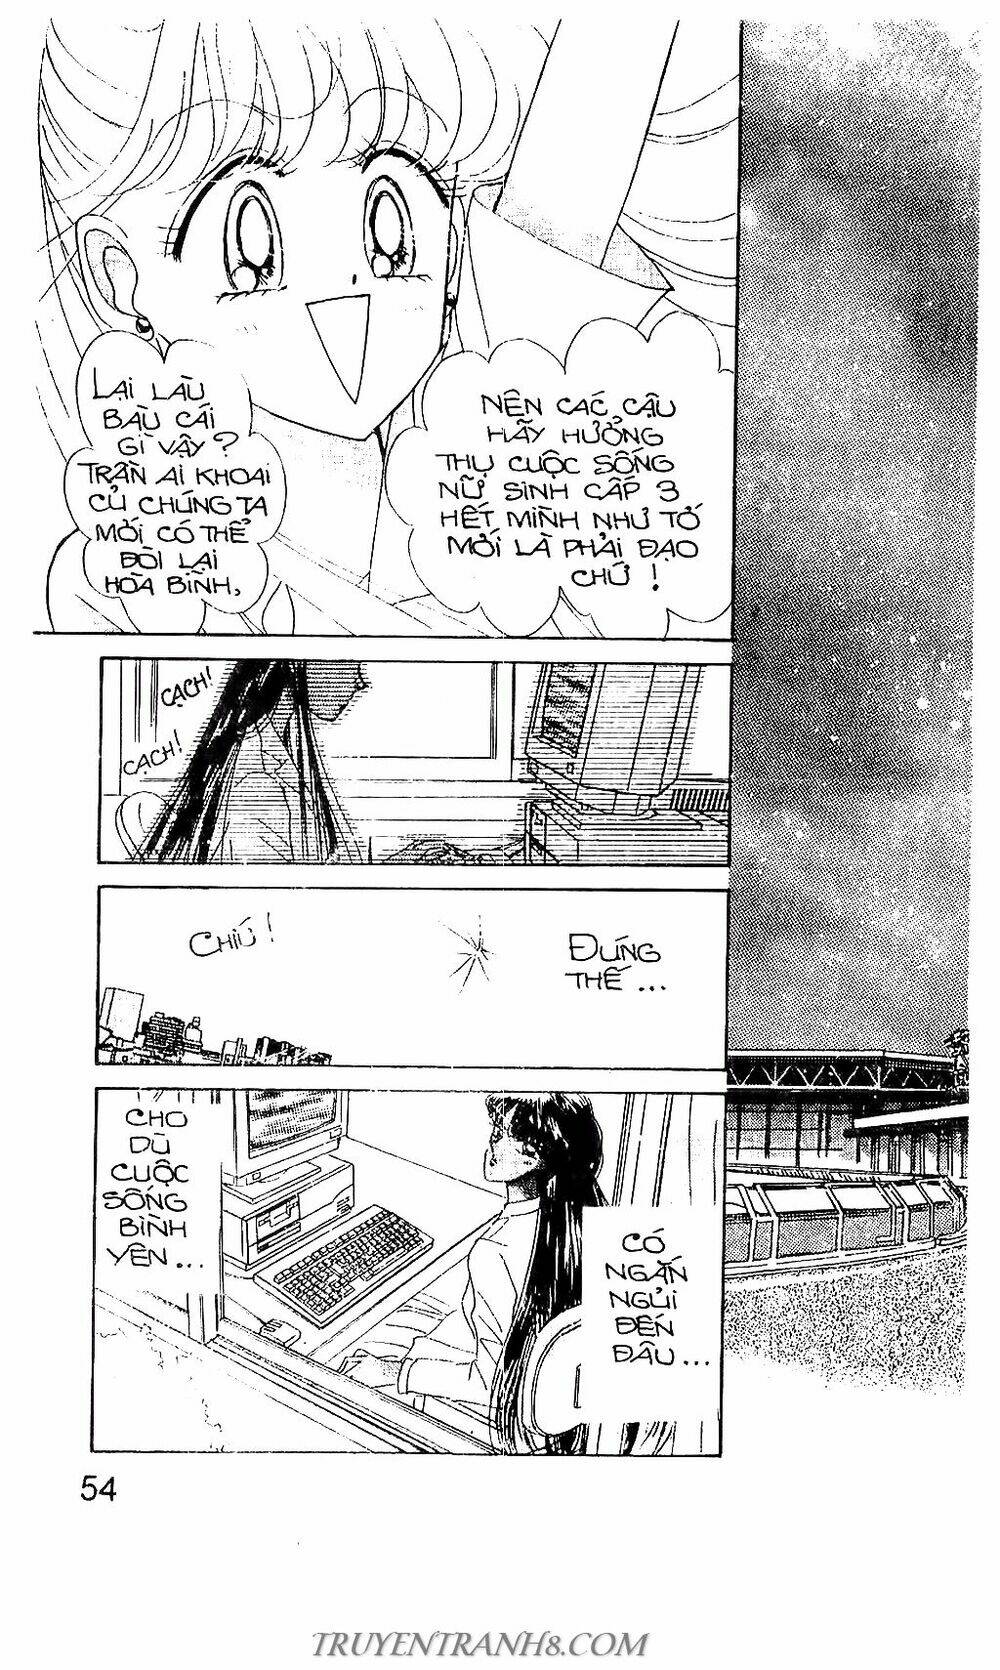 LẠI LÀU
BÀU CÁI
GÌ VẬY?
TRẦN AI KHOAI
CỦ CHÚNG TA
MỚI CÓ THỂ
ĐÒI LẠI
HÒA BÌNH,
NÊN CÁC CẬU
HÃY HƯỞNG
THỤ CUỘC SỐNG
NỮ SINH CẤP 3
HẾT MÌNH NHƯ TỚ
MỚI LÀ PHẢI ĐẠO
CHỨ!
CẠCH!
CẠCH!
CHÍU!
ĐÚNG
THẾ...
CHO
DÙ
CUỘC
SỐNG
BÌNH
YÊN...
CÓ
NGẮN
NGỦI
ĐẾN
ĐÂU...
54
TRUYENTRANH8.COM